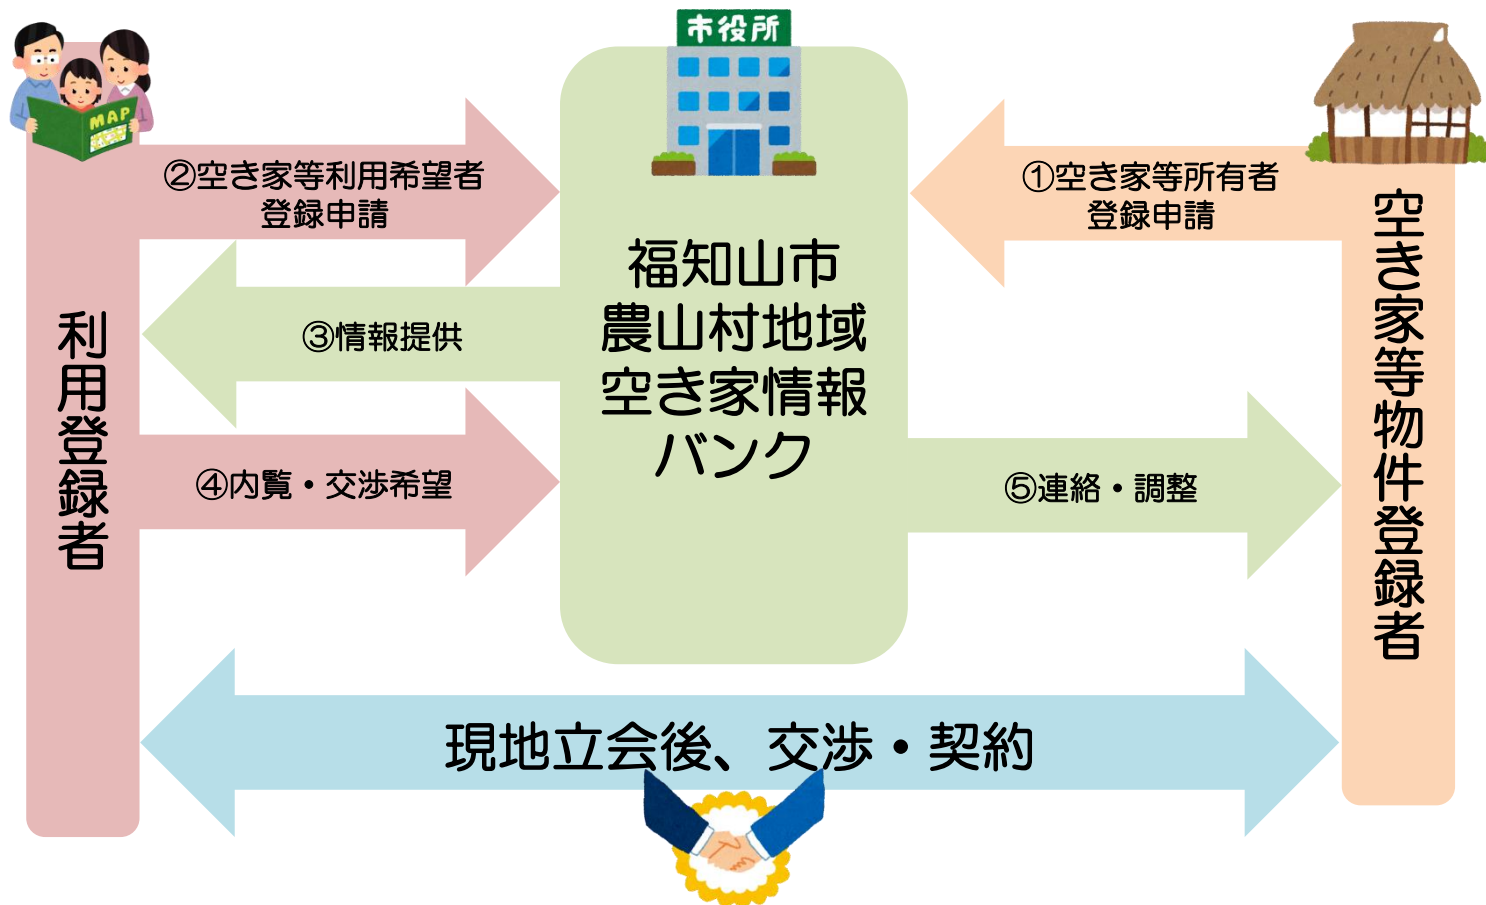 市役所
MAP
②空き家等利用希望者
登録申請
①空き家等所有者
登録申請
福知山市
農山村地域
空き家情報
バンク
③情報提供
④内覧・交渉希望
⑤連絡・調整
利用登録者
空き家等物件登録者
現地立会後、交渉・契約